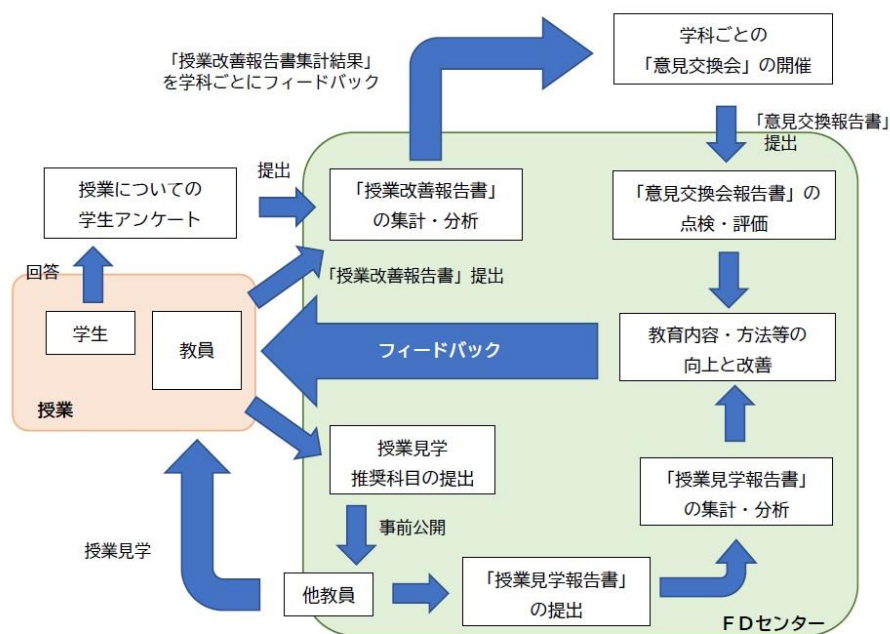 「授業改善報告書集計結果」
を学科ごとにフィードバック
学科ごとの
「意見交換会」の開催
「意見交換報告書」
提出
提出
授業についての
学生アンケート
「授業改善報告書」
の集計・分析
「意見交換会報告書」の
点検・評価
回答
「授業改善報告書」提出
学生
教員
授業
フィードバック
教育内容・方法等の
向上と改善
授業見学
推奨科目の提出
「授業見学報告書」
の集計・分析
事前公開
授業見学
他教員
「授業見学報告書」
の提出
ＦＤセンター